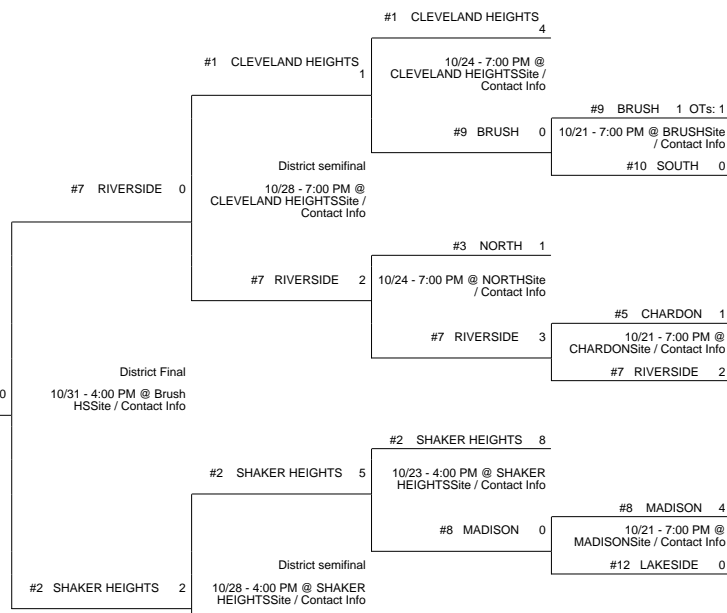 #1 CLEVELAND HEIGHTS
4
#1 CLEVELAND HEIGHTS
1
10/24 - 7:00 PM @
CLEVELAND HEIGHTSSite /
Contact Info
#9 BRUSH 1 OTs: 1
#9 BRUSH 0
10/21 - 7:00 PM @ BRUSHSite
/ Contact Info
District semifinal
#10 SOUTH 0
#7 RIVERSIDE 0
10/28 - 7:00 PM @
CLEVELAND HEIGHTSSite /
Contact Info
#3 NORTH 1
#7 RIVERSIDE 2
10/24 - 7:00 PM @ NORTHSite
/ Contact Info
#5 CHARDON 1
#7 RIVERSIDE 3
10/21 - 7:00 PM @
CHARDONSite / Contact Info
District Final
#7 RIVERSIDE 2
0
10/31 - 4:00 PM @ Brush
HSSite / Contact Info
#2 SHAKER HEIGHTS 8
#2 SHAKER HEIGHTS 5
10/23 - 4:00 PM @ SHAKER
HEIGHTSSite / Contact Info
#8 MADISON 4
#8 MADISON 0
10/21 - 7:00 PM @
MADISONSite / Contact Info
District semifinal
#12 LAKESIDE 0
#2 SHAKER HEIGHTS 2
10/28 - 4:00 PM @ SHAKER
HEIGHTSSite / Contact Info